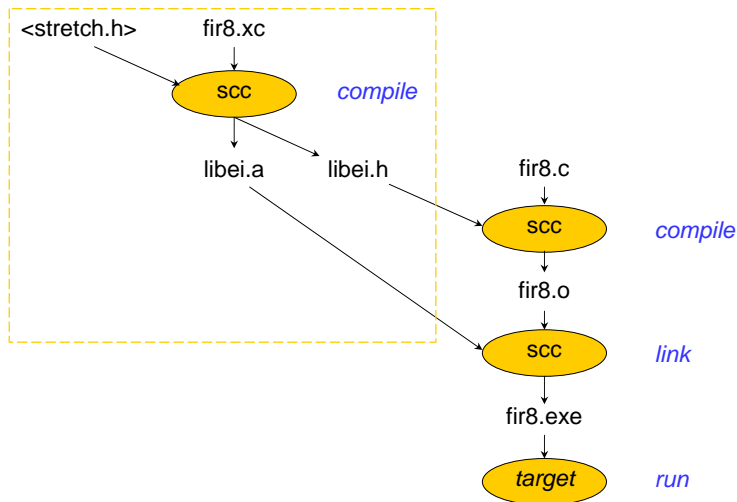 <stretch.h> fir8.xc
scc compile
libei.a libei.h fir8.c
scc compile
fir8.o
scc link
fir8.exe
target run